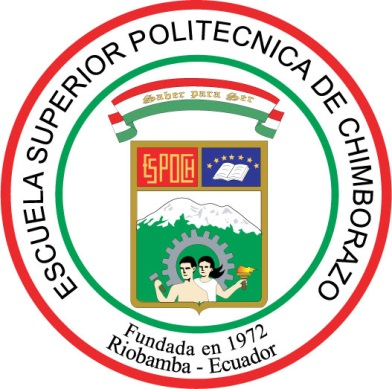 ESCUELA SUPERIOR POLITECNICA DE CHIMBORAZO
Saber para Ser
ESPOCH
Fundada en 1972
Riobamba - Ecuador